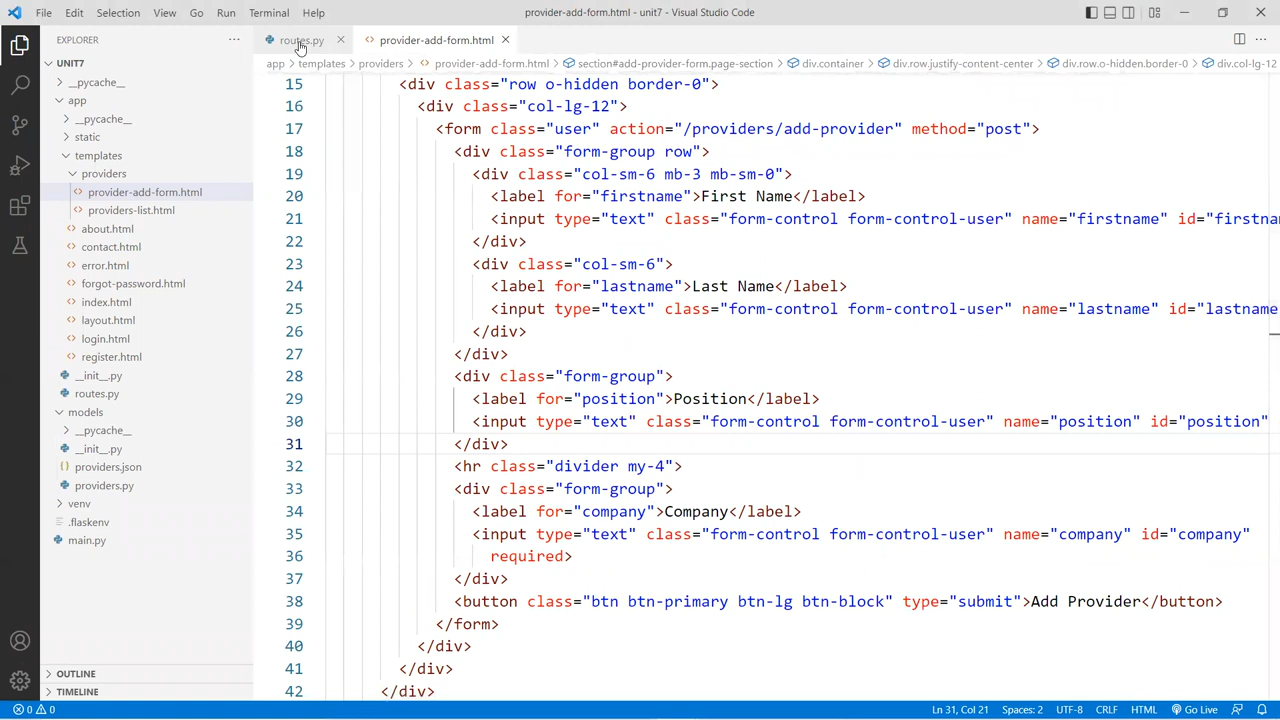 File Edit Selection View Go Run Terminal Help provider-add-form.html - unit7 - Visual Studio Code
EXPLORER ···
routes.py
provider-add-form.html
app > templates > providers > provider-add-form.html > section#add-provider-form.page-section > div.container > div.row.justify-content-center > div.row.o-hidden.border-0 > div.col-lg-12
UNIT7
__pycache__
app
__pycache__
static
templates
providers
provider-add-form.html
providers-list.html
about.html
contact.html
error.html
forgot-password.html
index.html
layout.html
login.html
register.html
__init__.py
routes.py
models
__pycache__
__init__.py
providers.json
providers.py
venv
.flaskenv
main.py
OUTLINE
TIMELINE
15 <div class="row o-hidden border-0">
16 <div class="col-lg-12">
17 <form class="user" action="/providers/add-provider" method="post">
18 <div class="form-group row">
19 <div class="col-sm-6 mb-3 mb-sm-0">
20 <label for="firstname">First Name</label>
21 <input type="text" class="form-control form-control-user" name="firstname" id="firstna
22 </div>
23 <div class="col-sm-6">
24 <label for="lastname">Last Name</label>
25 <input type="text" class="form-control form-control-user" name="lastname" id="lastname
26 </div>
27 </div>
28 <div class="form-group">
29 <label for="position">Position</label>
30 <input type="text" class="form-control form-control-user" name="position" id="position"
31 </div>
32 <hr class="divider my-4">
33 <div class="form-group">
34 <label for="company">Company</label>
35 <input type="text" class="form-control form-control-user" name="company" id="company"
36 required>
37 </div>
38 <button class="btn btn-primary btn-lg btn-block" type="submit">Add Provider</button>
39 </form>
40 </div>
41 </div>
42 </div>
0 0 Ln 31, Col 21 Spaces: 2 UTF-8 CRLF HTML Go Live